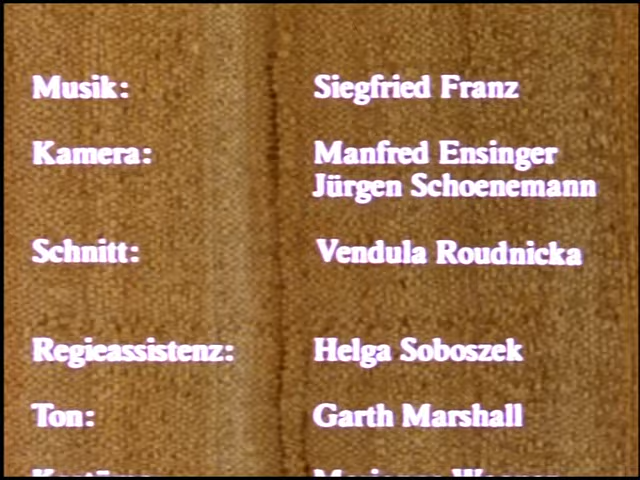 Musik: Siegfried Franz
Kamera: Manfred Ensinger
Jürgen Schoenemann
Schnitt: Vendula Roudnicka
Regieassistenz: Helga Soboszek
Ton: Garth Marshall